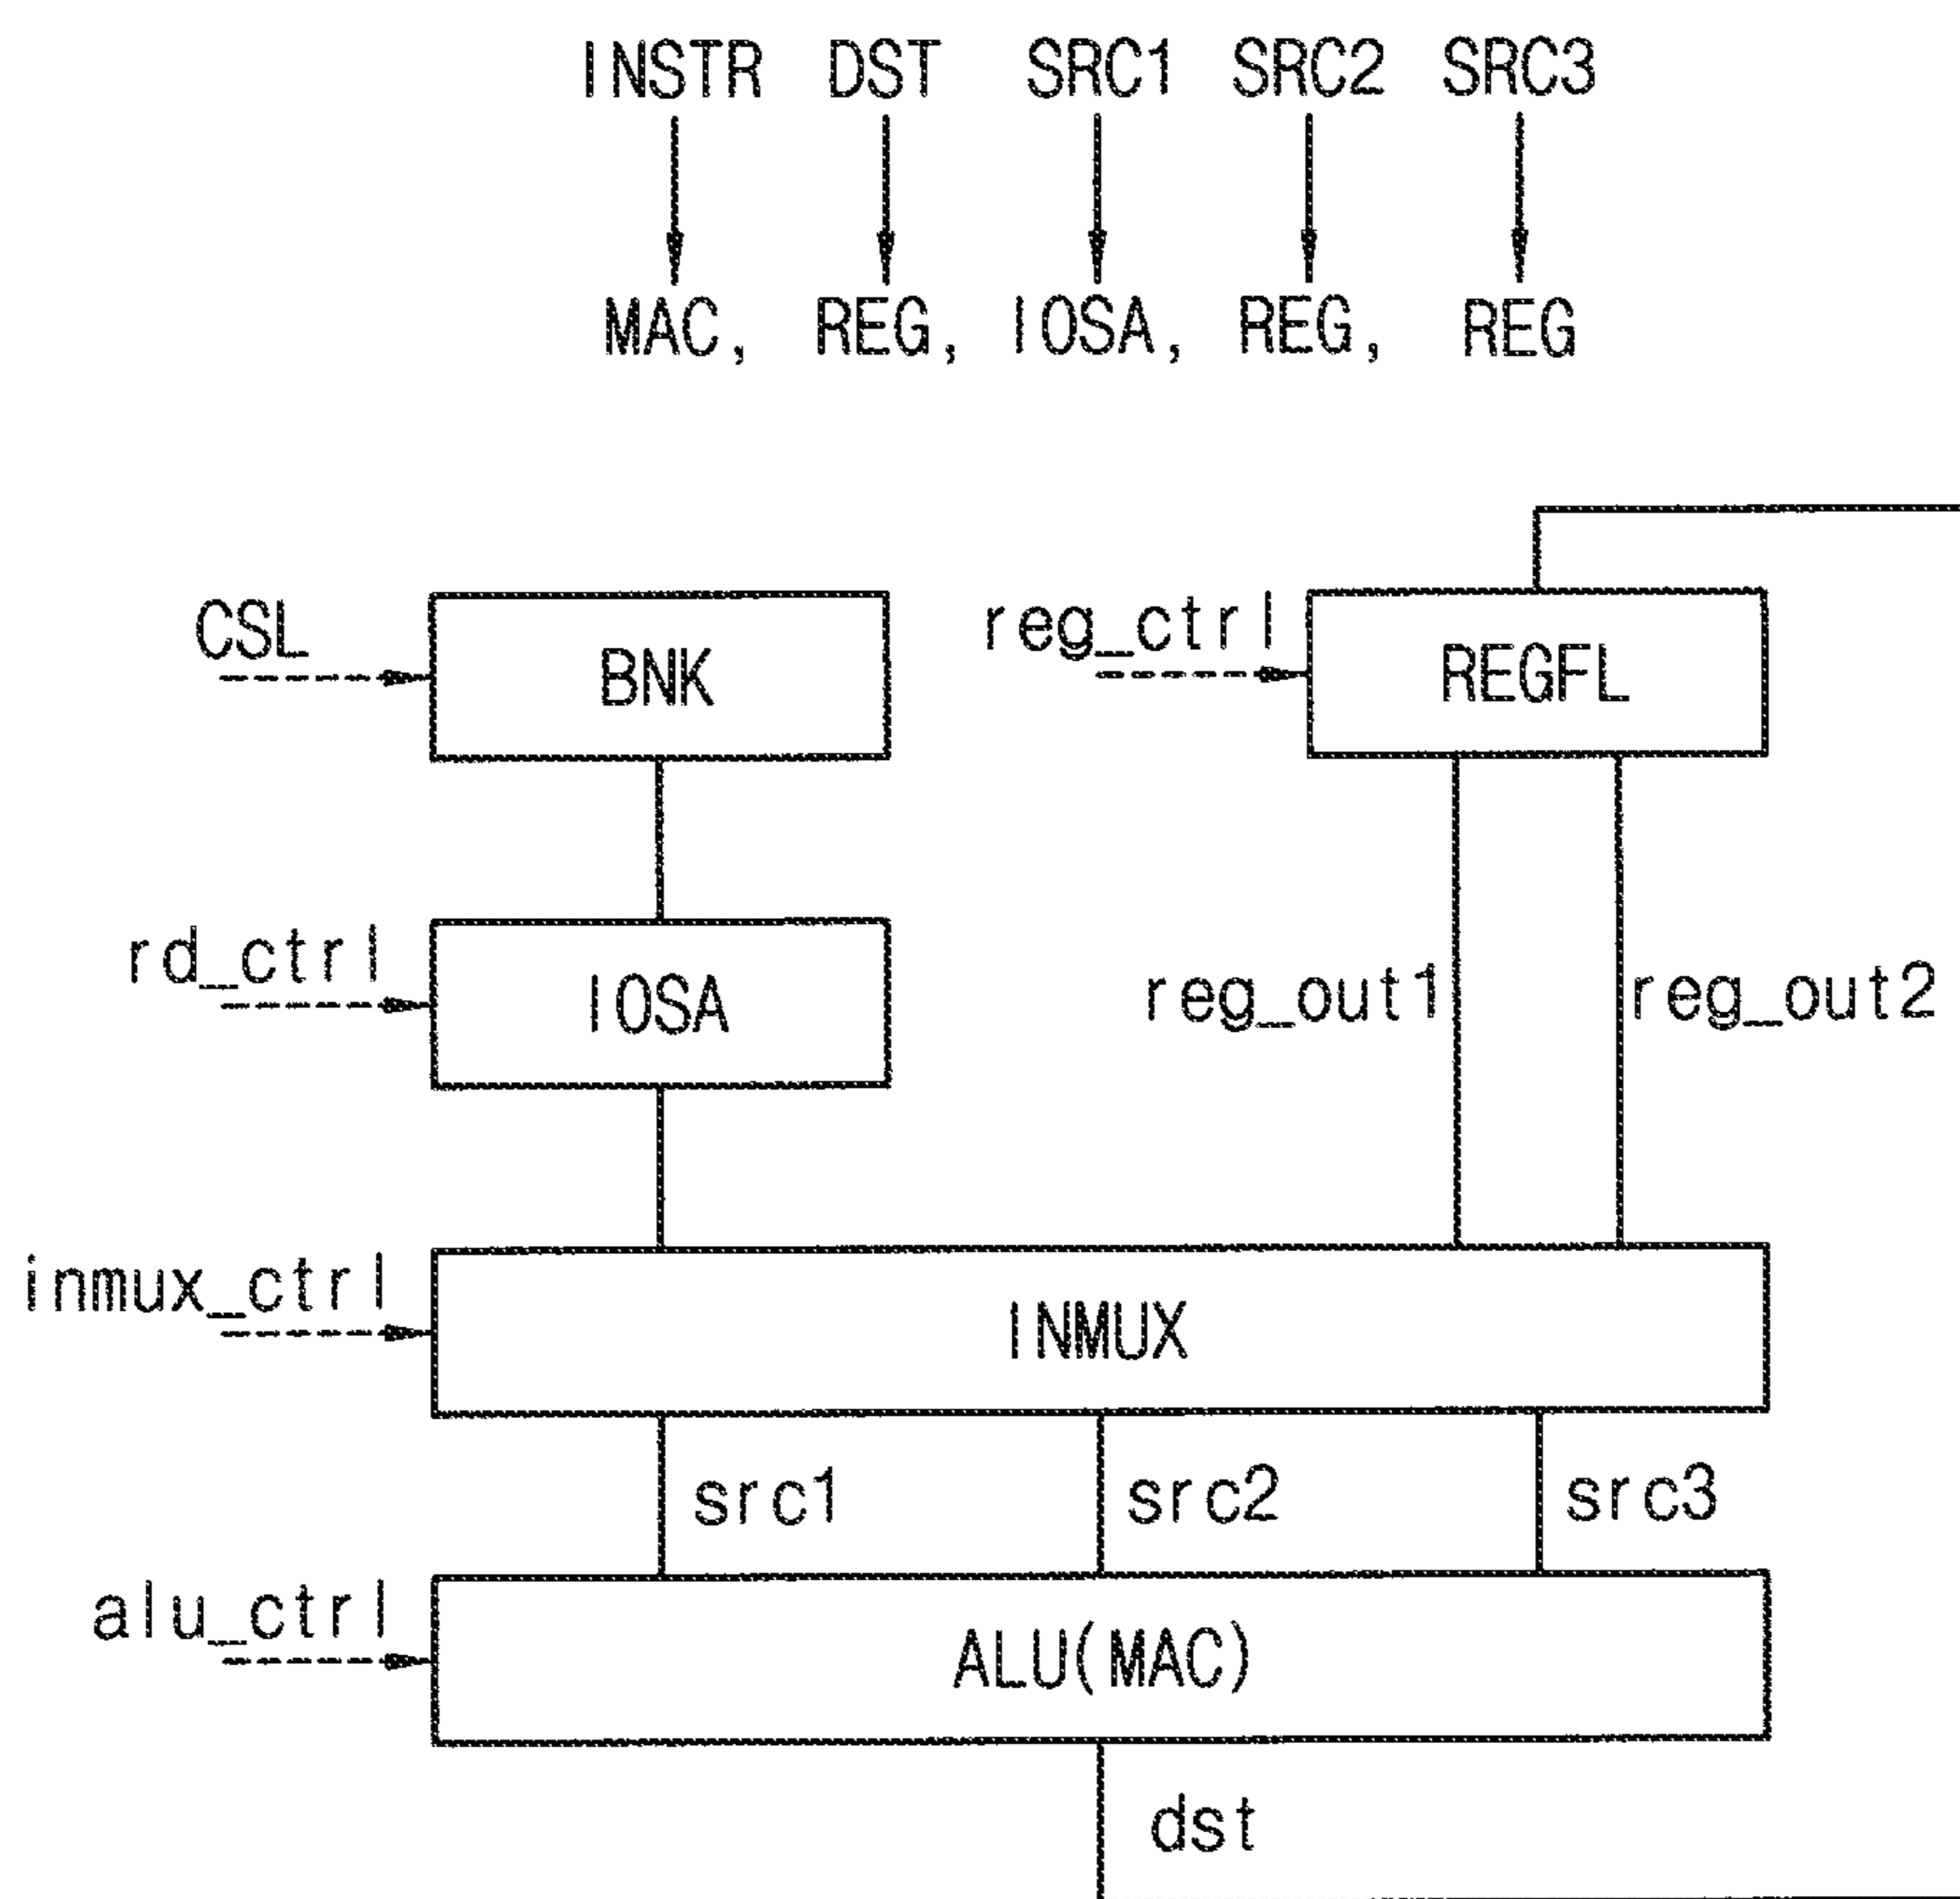 INSTR DST SRC1 SRC2 SRC3
MAC, REG, IOSA, REG, REG
CSL
BNK
reg_ctrl
REGFL
rd_ctrl
IOSA
reg_out1
reg_out2
inmux_ctrl
INMUX
src1
src2
src3
alu_ctrl
ALU(MAC)
dst